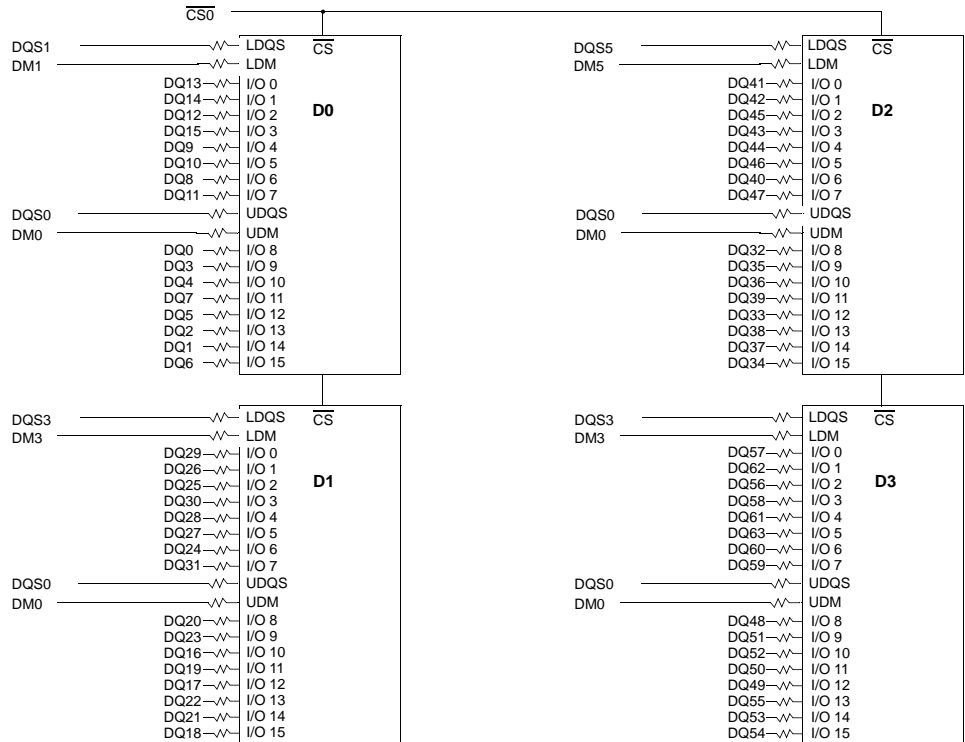 CS0
DQS1 LDQS CS
DM1 LDM
DQ13 I/O 0
DQ14 I/O 1
DQ12 I/O 2
D0
DQ15 I/O 3
DQ9 I/O 4
DQ10 I/O 5
DQ8 I/O 6
DQ11 I/O 7
DQS0 UDQS
DM0 UDM
DQ0 I/O 8
DQ3 I/O 9
DQ4 I/O 10
DQ7 I/O 11
DQ5 I/O 12
DQ2 I/O 13
DQ1 I/O 14
DQ6 I/O 15
DQS5 LDQS CS
DM5 LDM
DQ41 I/O 0
DQ42 I/O 1
DQ45 I/O 2
D2
DQ43 I/O 3
DQ44 I/O 4
DQ46 I/O 5
DQ40 I/O 6
DQ47 I/O 7
DQS0 UDQS
DM0 UDM
DQ32 I/O 8
DQ35 I/O 9
DQ36 I/O 10
DQ39 I/O 11
DQ33 I/O 12
DQ38 I/O 13
DQ37 I/O 14
DQ34 I/O 15
DQS3 LDQS CS
DM3 LDM
DQ29 I/O 0
DQ26 I/O 1
DQ25 I/O 2
D1
DQ30 I/O 3
DQ28 I/O 4
DQ27 I/O 5
DQ24 I/O 6
DQ31 I/O 7
DQS0 UDQS
DM0 UDM
DQ20 I/O 8
DQ23 I/O 9
DQ16 I/O 10
DQ19 I/O 11
DQ17 I/O 12
DQ22 I/O 13
DQ21 I/O 14
DQ18 I/O 15
DQS3 LDQS CS
DM3 LDM
DQ57 I/O 0
DQ62 I/O 1
DQ56 I/O 2
D3
DQ58 I/O 3
DQ61 I/O 4
DQ63 I/O 5
DQ60 I/O 6
DQ59 I/O 7
DQS0 UDQS
DM0 UDM
DQ48 I/O 8
DQ51 I/O 9
DQ52 I/O 10
DQ50 I/O 11
DQ49 I/O 12
DQ55 I/O 13
DQ53 I/O 14
DQ54 I/O 15